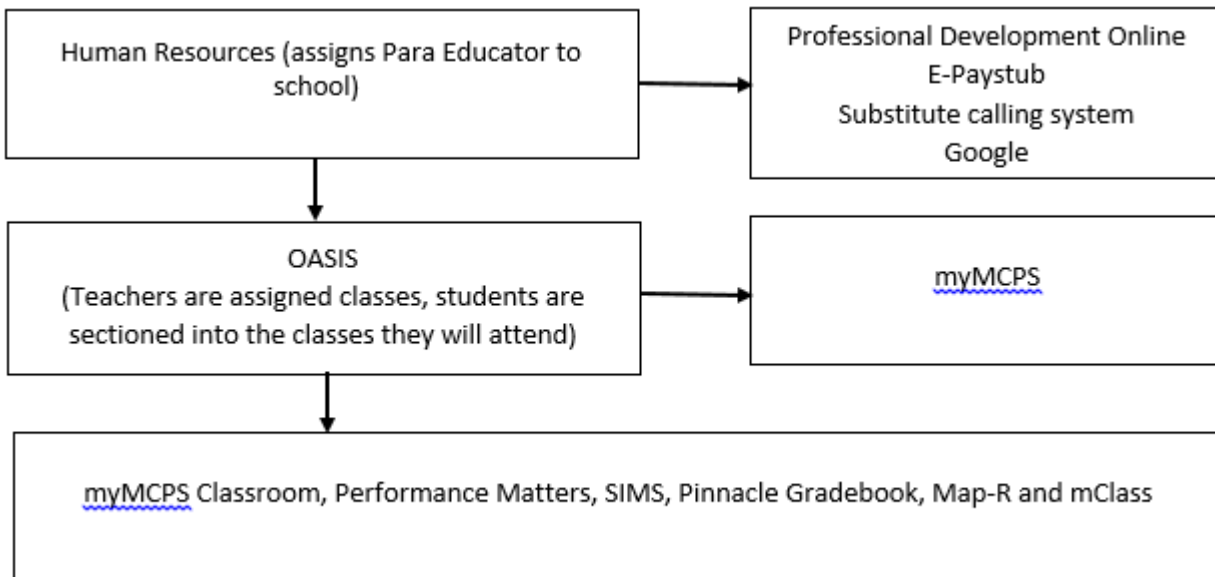 Human Resources (assigns Para Educator to
school)
Professional Development Online
E-Paystub
Substitute calling system
Google
OASIS
(Teachers are assigned classes, students are
sectioned into the classes they will attend)
myMCPS
myMCPS Classroom, Performance Matters, SIMS, Pinnacle Gradebook, Map-R and mClass